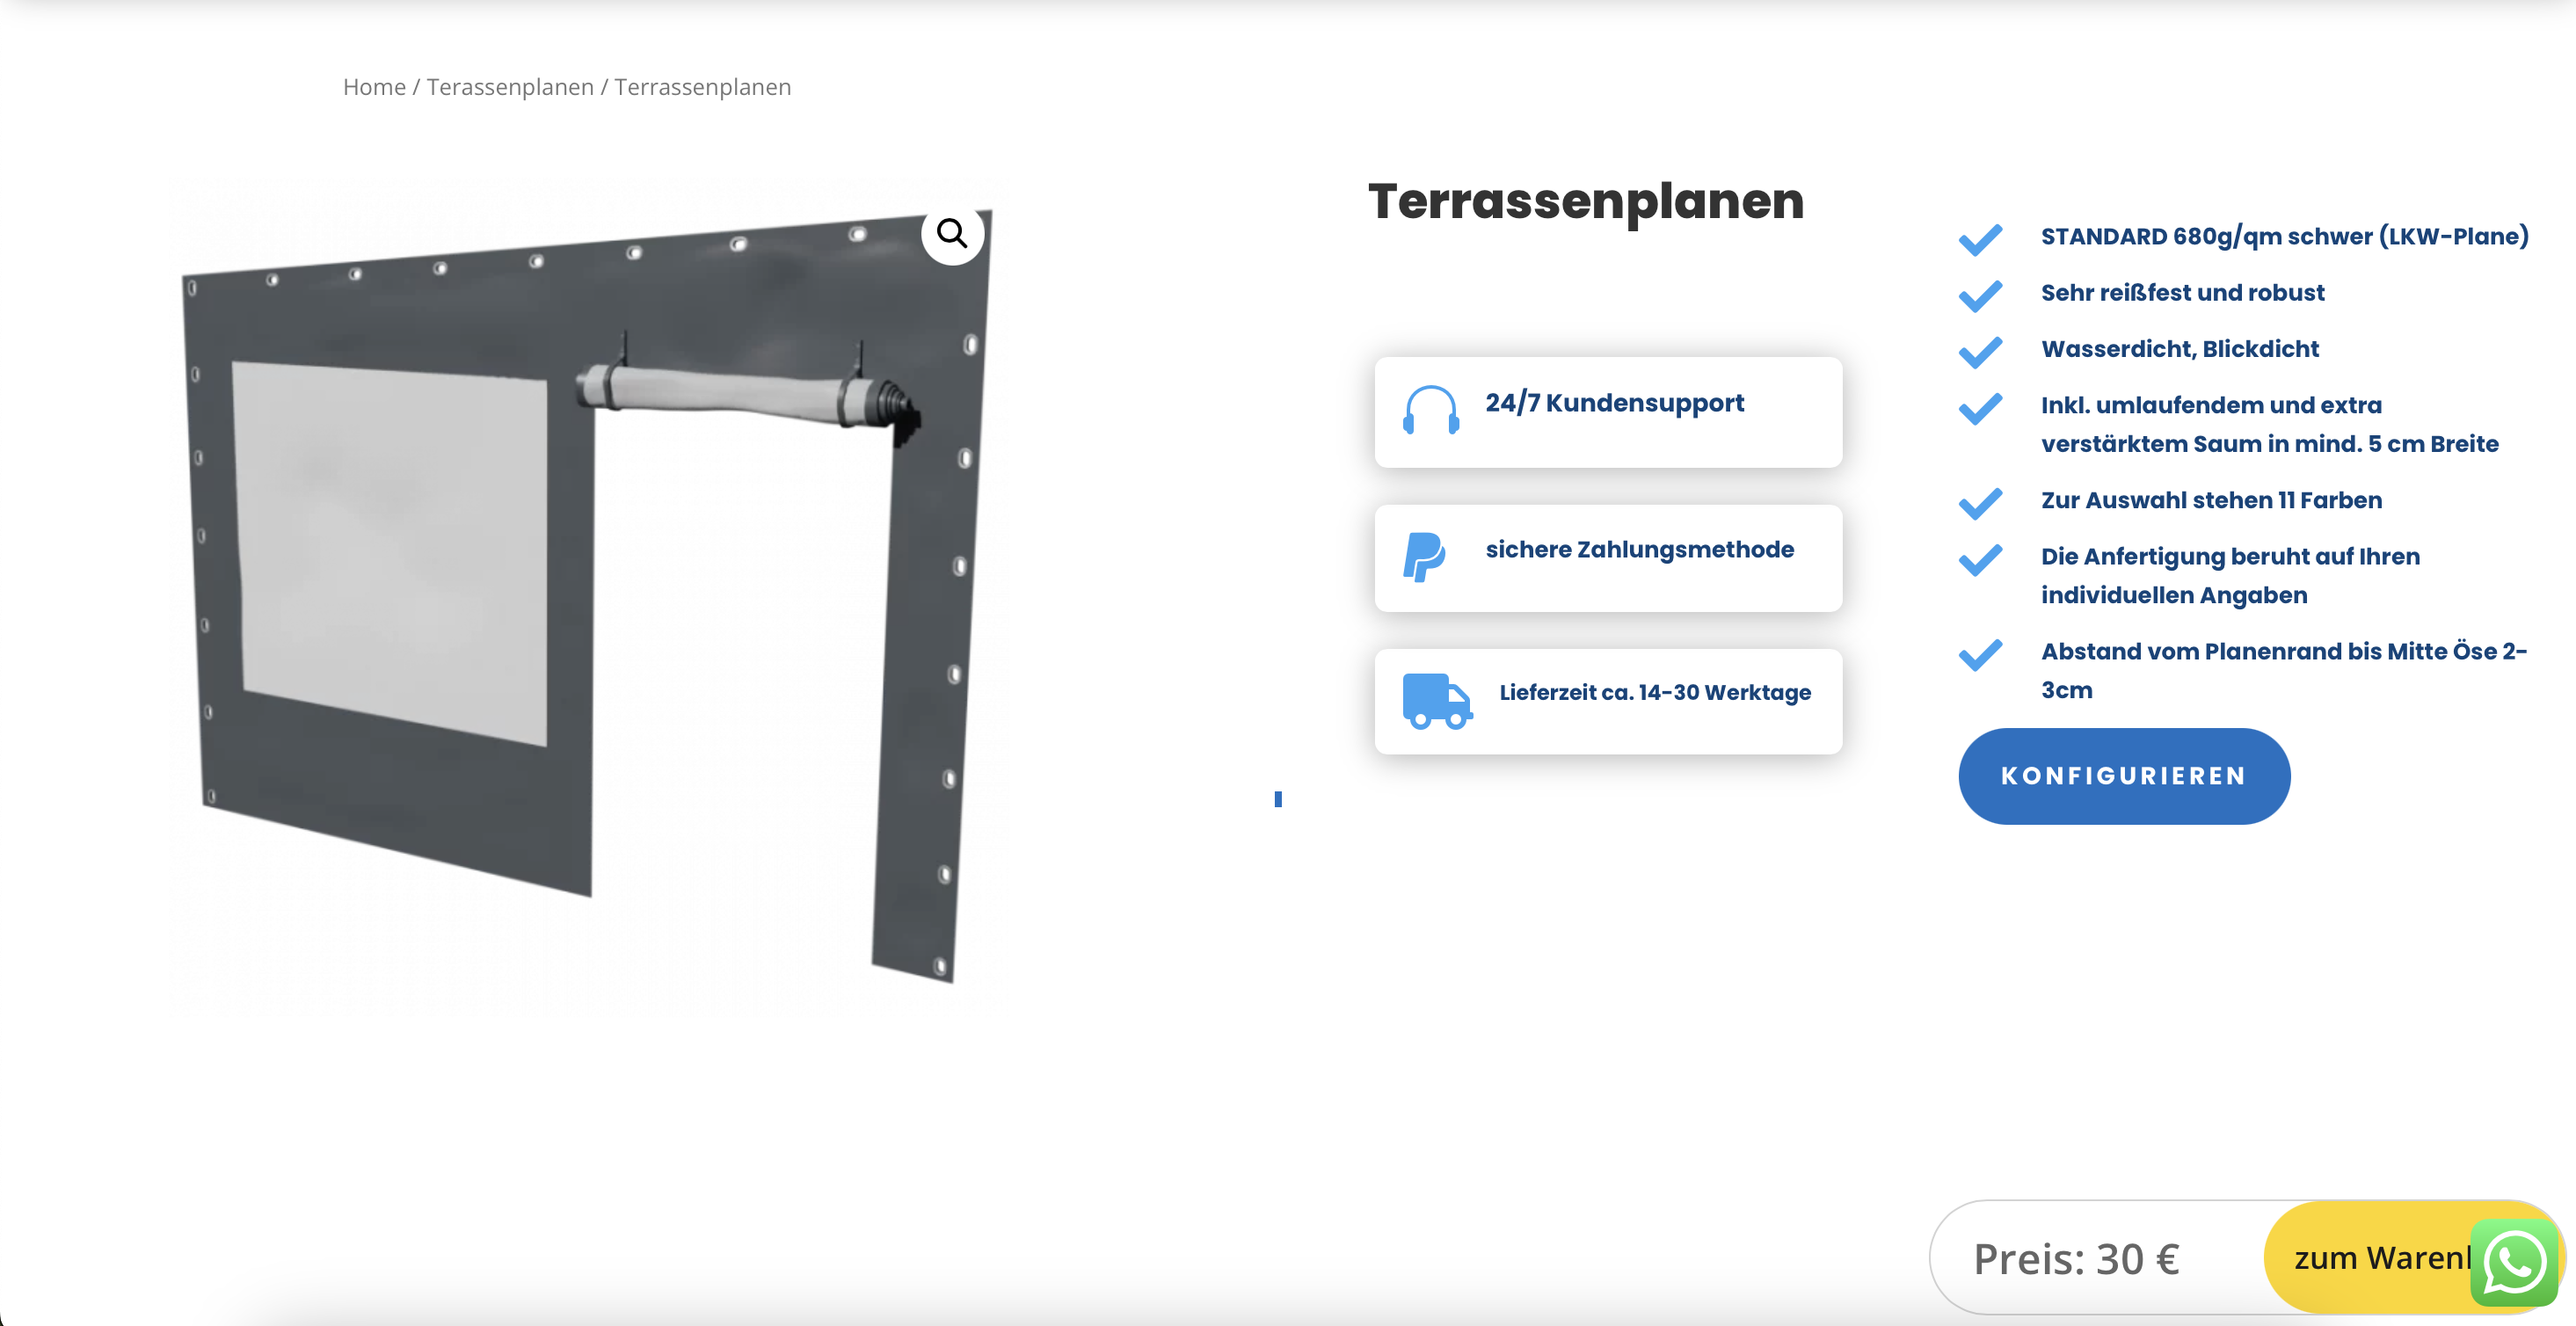 Home / Terassenplanen / Terrassenplanen
Terrassenplanen
24/7 Kundensupport
sichere Zahlungsmethode
Lieferzeit ca. 14-30 Werktage
STANDARD 680g/qm schwer (LKW-Plane)
Sehr reißfest und robust
Wasserdicht, Blickdicht
Inkl. umlaufendem und extra
verstärktem Saum in mind. 5 cm Breite
Zur Auswahl stehen 11 Farben
Die Anfertigung beruht auf Ihren
individuellen Angaben
Abstand vom Planenrand bis Mitte Öse 2-
3cm
KONFIGURIEREN
Preis: 30 €
zum